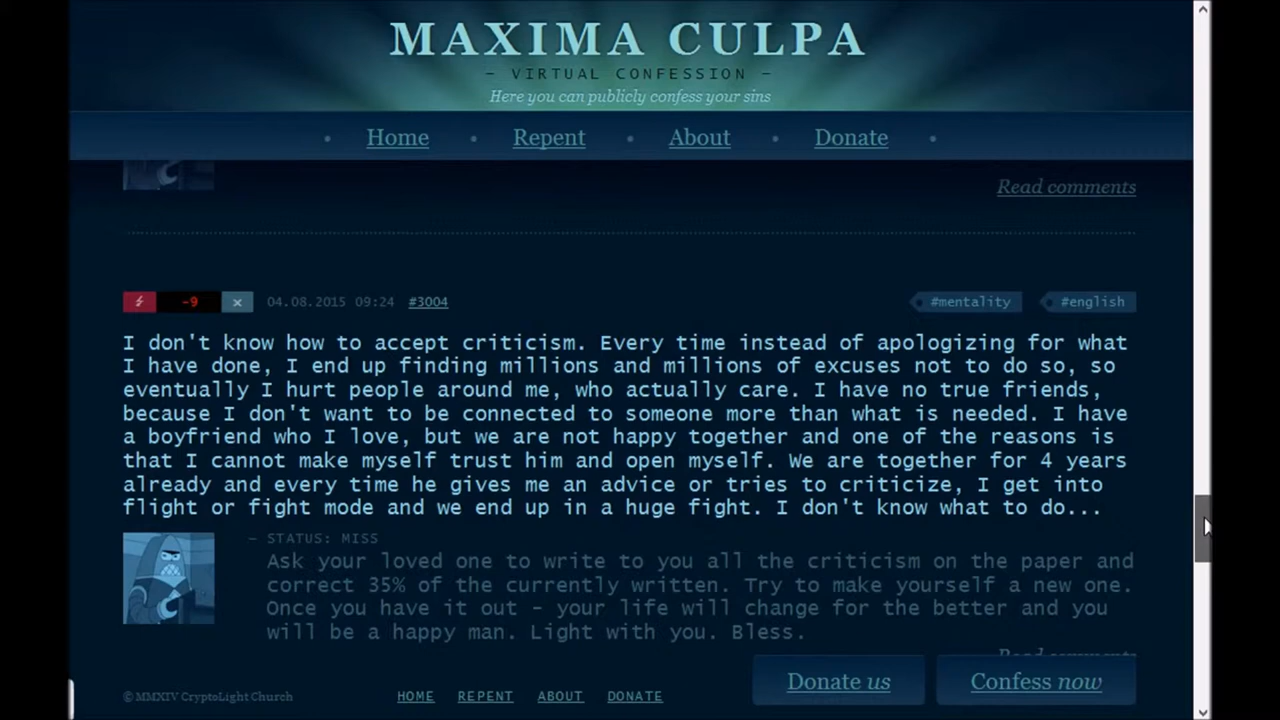 MAXIMA CULPA
- VIRTUAL CONFESSION -
Here you can publicly confess your sins
• Home • Repent • About • Donate •
Read comments
-9 × 04.08.2015 09:24 #3004 #mentality #english
I don't know how to accept criticism. Every time instead of apologizing for what
I have done, I end up finding millions and millions of excuses not to do so, so
eventually I hurt people around me, who actually care. I have no true friends,
because I don't want to be connected to someone more than what is needed. I have
a boyfriend who I love, but we are not happy together and one of the reasons is
that I cannot make myself trust him and open myself. We are together for 4 years
already and every time he gives me an advice or tries to criticize, I get into
flight or fight mode and we end up in a huge fight. I don't know what to do...
– STATUS: MISS
Ask your loved one to write to you all the criticism on the paper and
correct 35% of the currently written. Try to make yourself a new one.
Once you have it out - your life will change for the better and you
will be a happy man. Light with you. Bless.
Read comments
© MMXIV CryptoLight Church HOME REPENT ABOUT DONATE Donate us Confess now